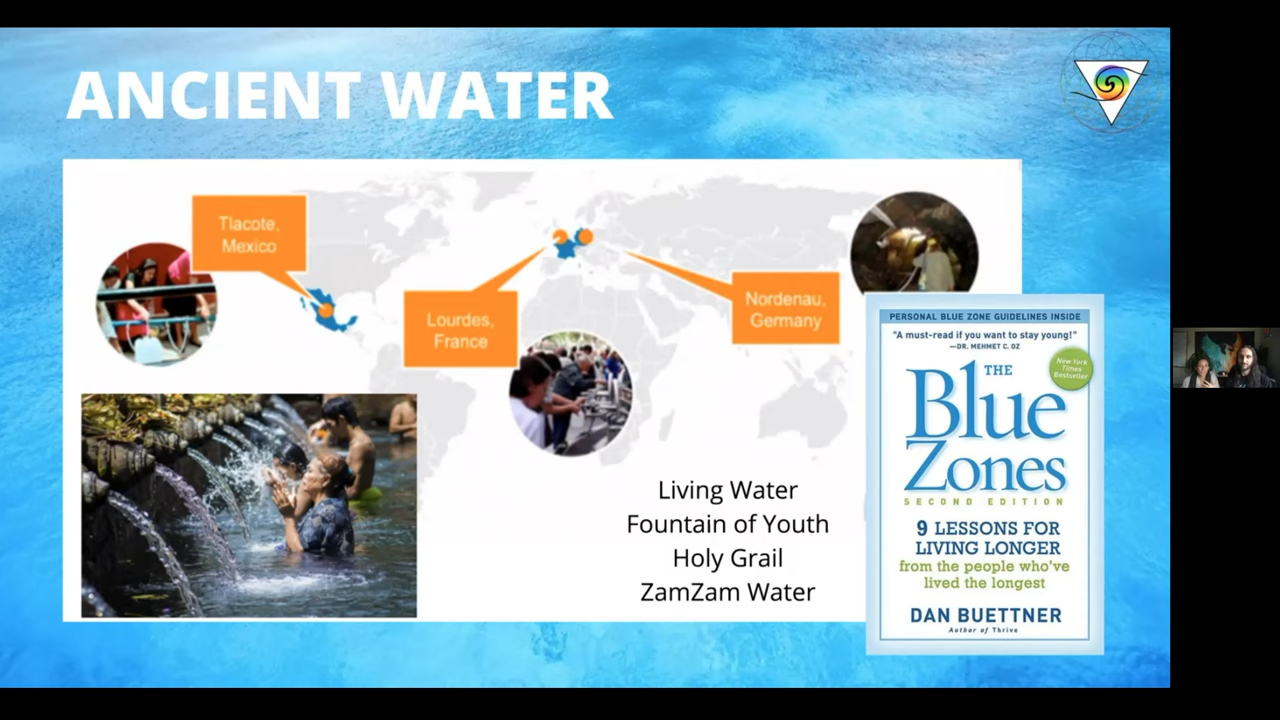 ANCIENT WATER
Tlacote,
Mexico
Lourdes,
France
Nordenau,
Germany
Living Water
Fountain of Youth
Holy Grail
ZamZam Water
PERSONAL BLUE ZONE GUIDELINES INSIDE
"A must-read if you want to stay young!"
—DR. MEHMET C. OZ
New York
Times
Bestseller
THE
Blue
Zones
SECOND EDITION
9 LESSONS FOR
LIVING LONGER
from the people who've
lived the longest
DAN BUETTNER
Author of Thrive